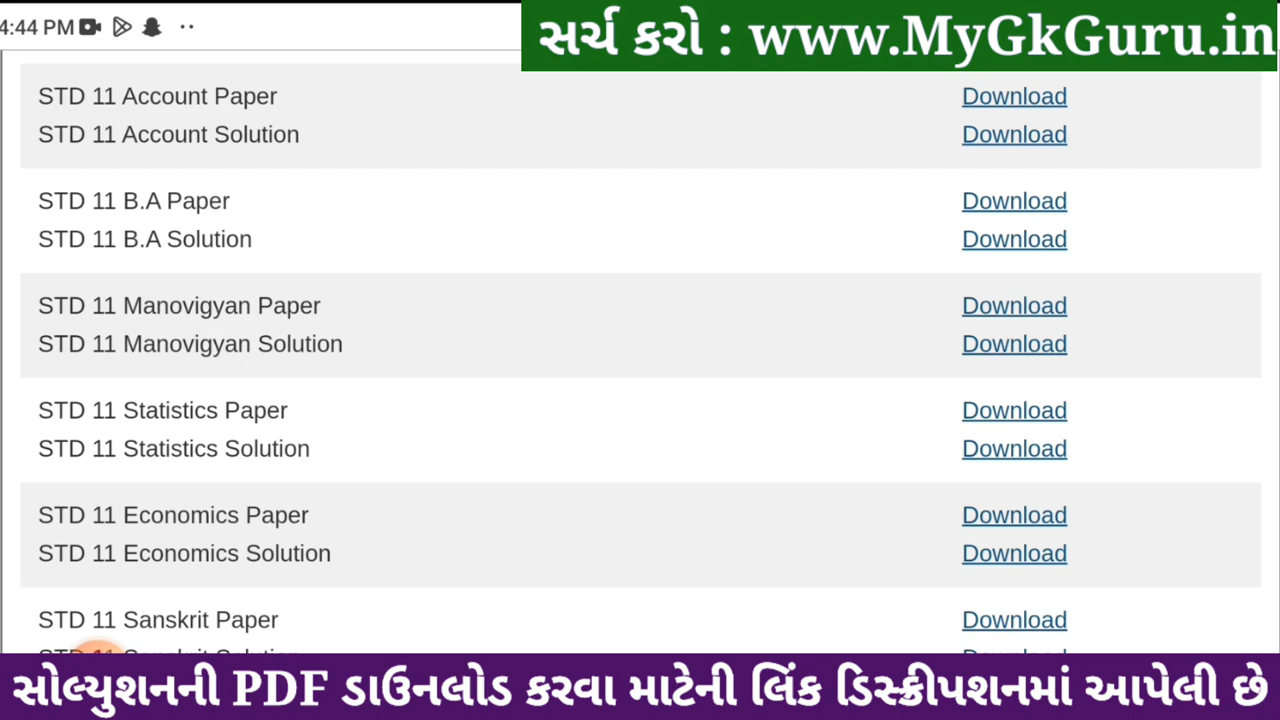 4:44 PM
સર્ચ કરો : www.MyGkGuru.in
STD 11 Account Paper Download
STD 11 Account Solution Download
STD 11 B.A Paper Download
STD 11 B.A Solution Download
STD 11 Manovigyan Paper Download
STD 11 Manovigyan Solution Download
STD 11 Statistics Paper Download
STD 11 Statistics Solution Download
STD 11 Economics Paper Download
STD 11 Economics Solution Download
STD 11 Sanskrit Paper Download
સોલ્યુશનની PDF ડાઉનલોડ કરવા માટેની લિંક ડિસ્ક્રીપશનમાં આપેલી છે